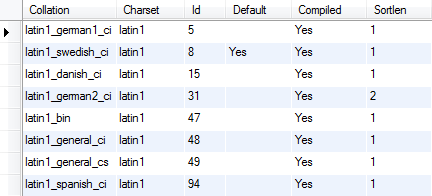 Collation Charset Id Default Compiled Sortlen
latin1_german1_ci latin1 5 Yes 1
latin1_swedish_ci latin1 8 Yes Yes 1
latin1_danish_ci latin1 15 Yes 1
latin1_german2_ci latin1 31 Yes 2
latin1_bin latin1 47 Yes 1
latin1_general_ci latin1 48 Yes 1
latin1_general_cs latin1 49 Yes 1
latin1_spanish_ci latin1 94 Yes 1